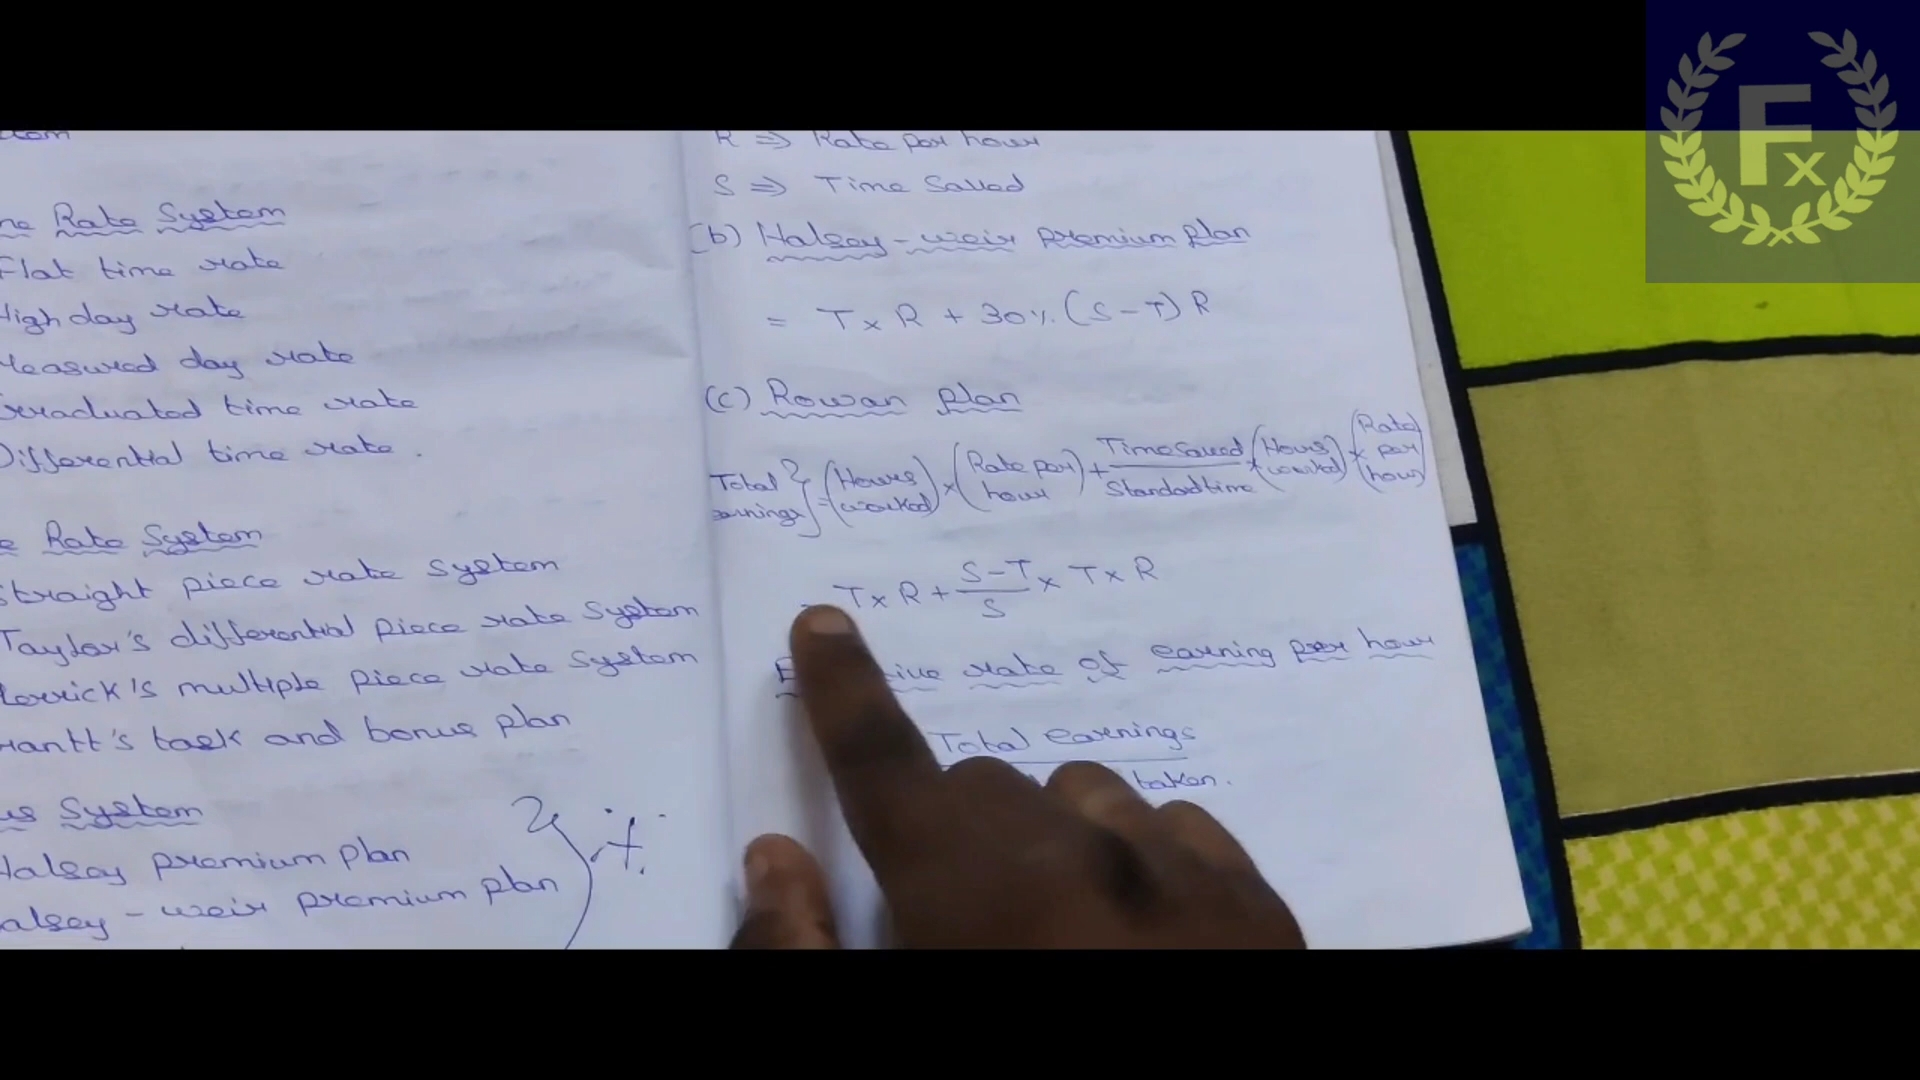 Rate System
Flat time rate
High day rate
Measured day rate
Graduated time rate
Differential time rate.
Rate System
Straight piece rate system
Taylor's differential piece rate system
Merrick's multiple piece rate system
Gantt's task and bonus plan
System
Halsey premium plan
Halsey - weir premium plan
R ⇒ Rate per hour
S ⇒ Time Saved
(b) Halsey - weir premium plan
= T x R + 30% (S - T) R
(c) Rowan plan
Total earnings } = (Hours worked) x (Rate per hour) + Time Saved / Standard time x (Hours worked) x (Rate per hour)
= T x R + S - T / S x T x R
rate of earning per hour
Total earnings
taken.
Fx